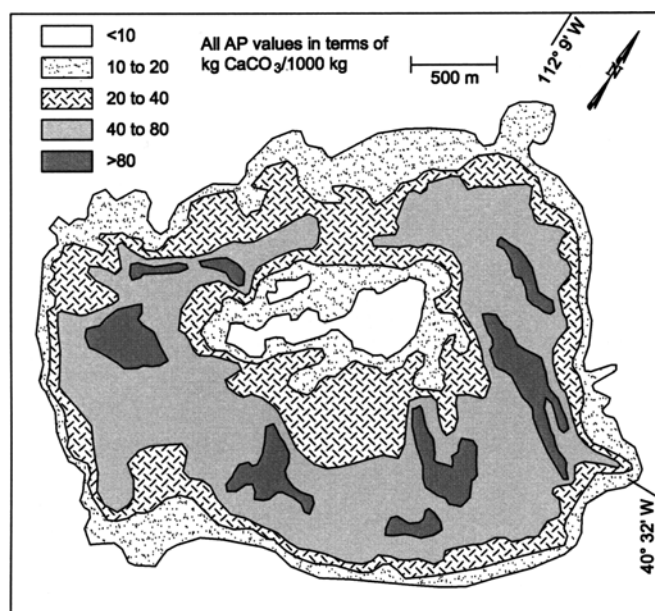 <10
10 to 20
20 to 40
40 to 80
>80
All AP values in terms of
kg CaCO3/1000 kg
500 m
112° 9' W
N
40° 32' W